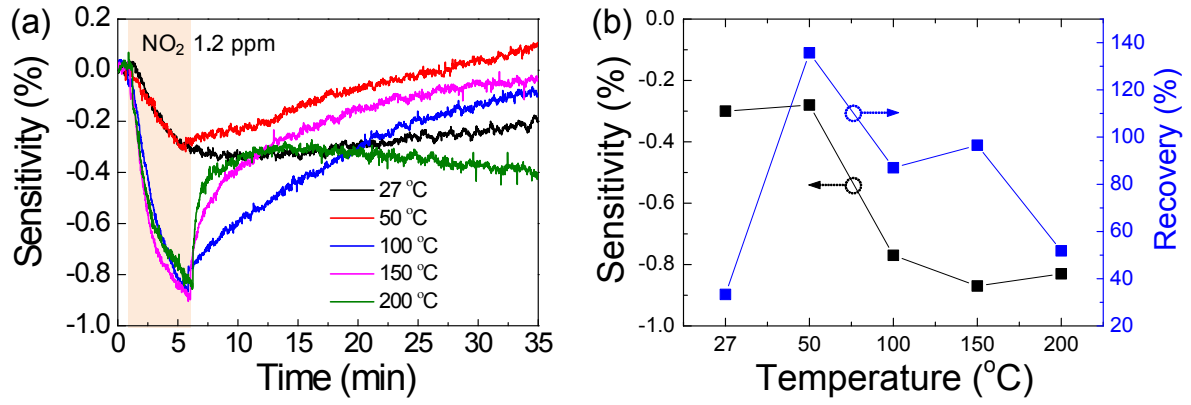 (a)
0.2
0.0
-0.2
-0.4
-0.6
-0.8
-1.0
Sensitivity (%)
NO₂ 1.2 ppm
27 °C
50 °C
100 °C
150 °C
200 °C
0 5 10 15 20 25 30 35
Time (min)
(b)
0.0
-0.2
-0.4
-0.6
-0.8
-1.0
Sensitivity (%)
140
120
100
80
60
40
20
Recovery (%)
27 50 100 150 200
Temperature (°C)